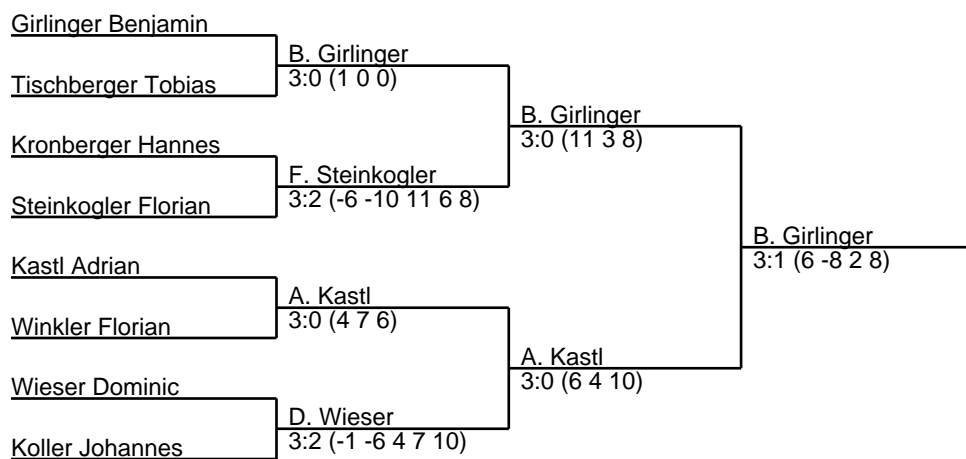 Girlinger Benjamin
B. Girlinger
3:0 (1 0 0)
Tischberger Tobias
B. Girlinger
3:0 (11 3 8)
Kronberger Hannes
F. Steinkogler
3:2 (-6 -10 11 6 8)
Steinkogler Florian
B. Girlinger
3:1 (6 -8 2 8)
Kastl Adrian
A. Kastl
3:0 (4 7 6)
Winkler Florian
A. Kastl
3:0 (6 4 10)
Wieser Dominic
D. Wieser
3:2 (-1 -6 4 7 10)
Koller Johannes